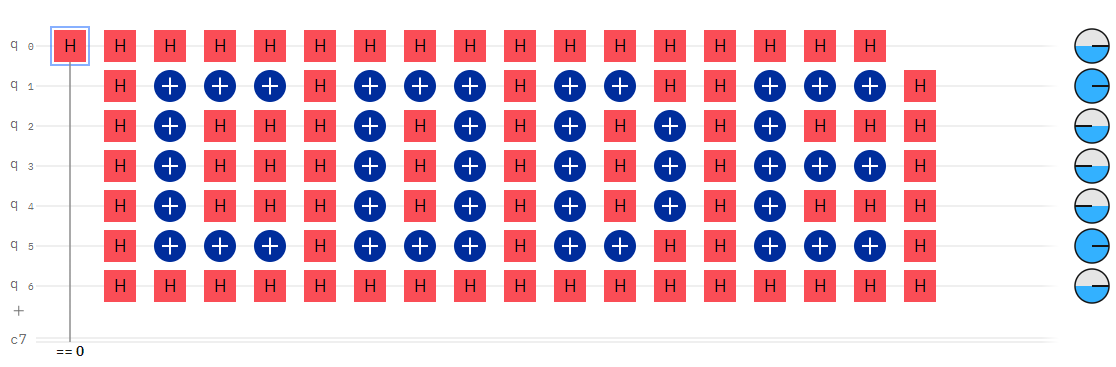 q 0 H H H H H H H H H H H H H H H H H
q 1 H + + + H + + + H + + H H + + + H
q 2 H + H H H + H + H + H + H + H H H
q 3 H + H H H + H + H + H + H + + + H
q 4 H + H H H + H + H + H + H + H H H
q 5 H + + + H + + + H + + H H + + + H
q 6 H H H H H H H H H H H H H H H H H
+
c7
== 0